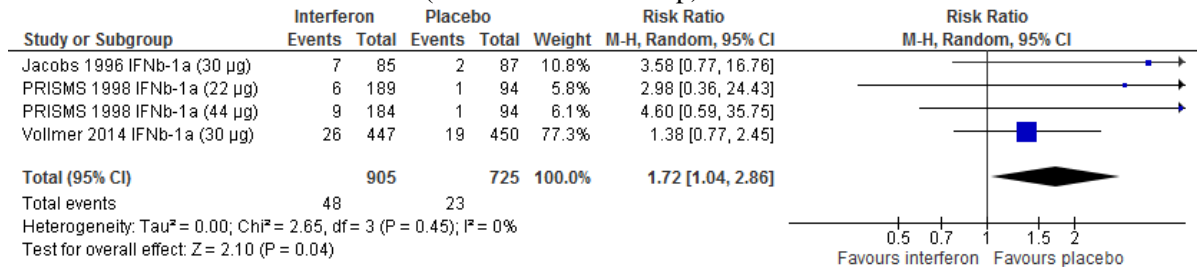 Interferon Placebo Risk Ratio Risk Ratio
Study or Subgroup Events Total Events Total Weight M-H, Random, 95% CI M-H, Random, 95% CI
Jacobs 1996 IFNb-1a (30 µg) 7 85 2 87 10.8% 3.58 [0.77, 16.76]
PRISMS 1998 IFNb-1a (22 µg) 6 189 1 94 5.8% 2.98 [0.36, 24.43]
PRISMS 1998 IFNb-1a (44 µg) 9 184 1 94 6.1% 4.60 [0.59, 35.75]
Vollmer 2014 IFNb-1a (30 µg) 26 447 19 450 77.3% 1.38 [0.77, 2.45]
Total (95% CI) 905 725 100.0% 1.72 [1.04, 2.86]
Total events 48 23
Heterogeneity: Tau² = 0.00; Chi² = 2.65, df = 3 (P = 0.45); I² = 0%
Test for overall effect: Z = 2.10 (P = 0.04)
0.5 0.7 1 1.5 2
Favours interferon Favours placebo